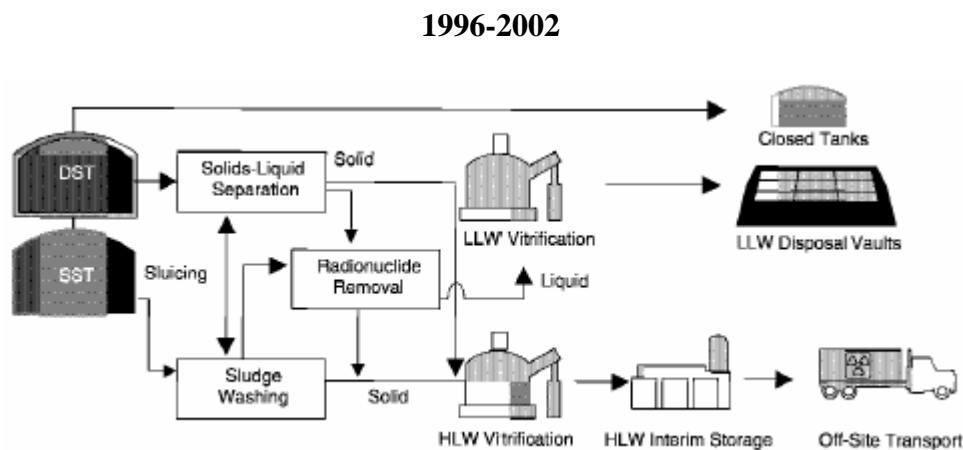 1996-2002
Closed Tanks
DST
Solids-Liquid
Separation
Solid
LLW' Vitrification
LLW Disposal Vaults
SST
Sluicing
Radionuclide
Removal
Liquid
Sludge
Washing
Solid
HLW Vitrification
HLW Interim Storage
Off-Site Transport